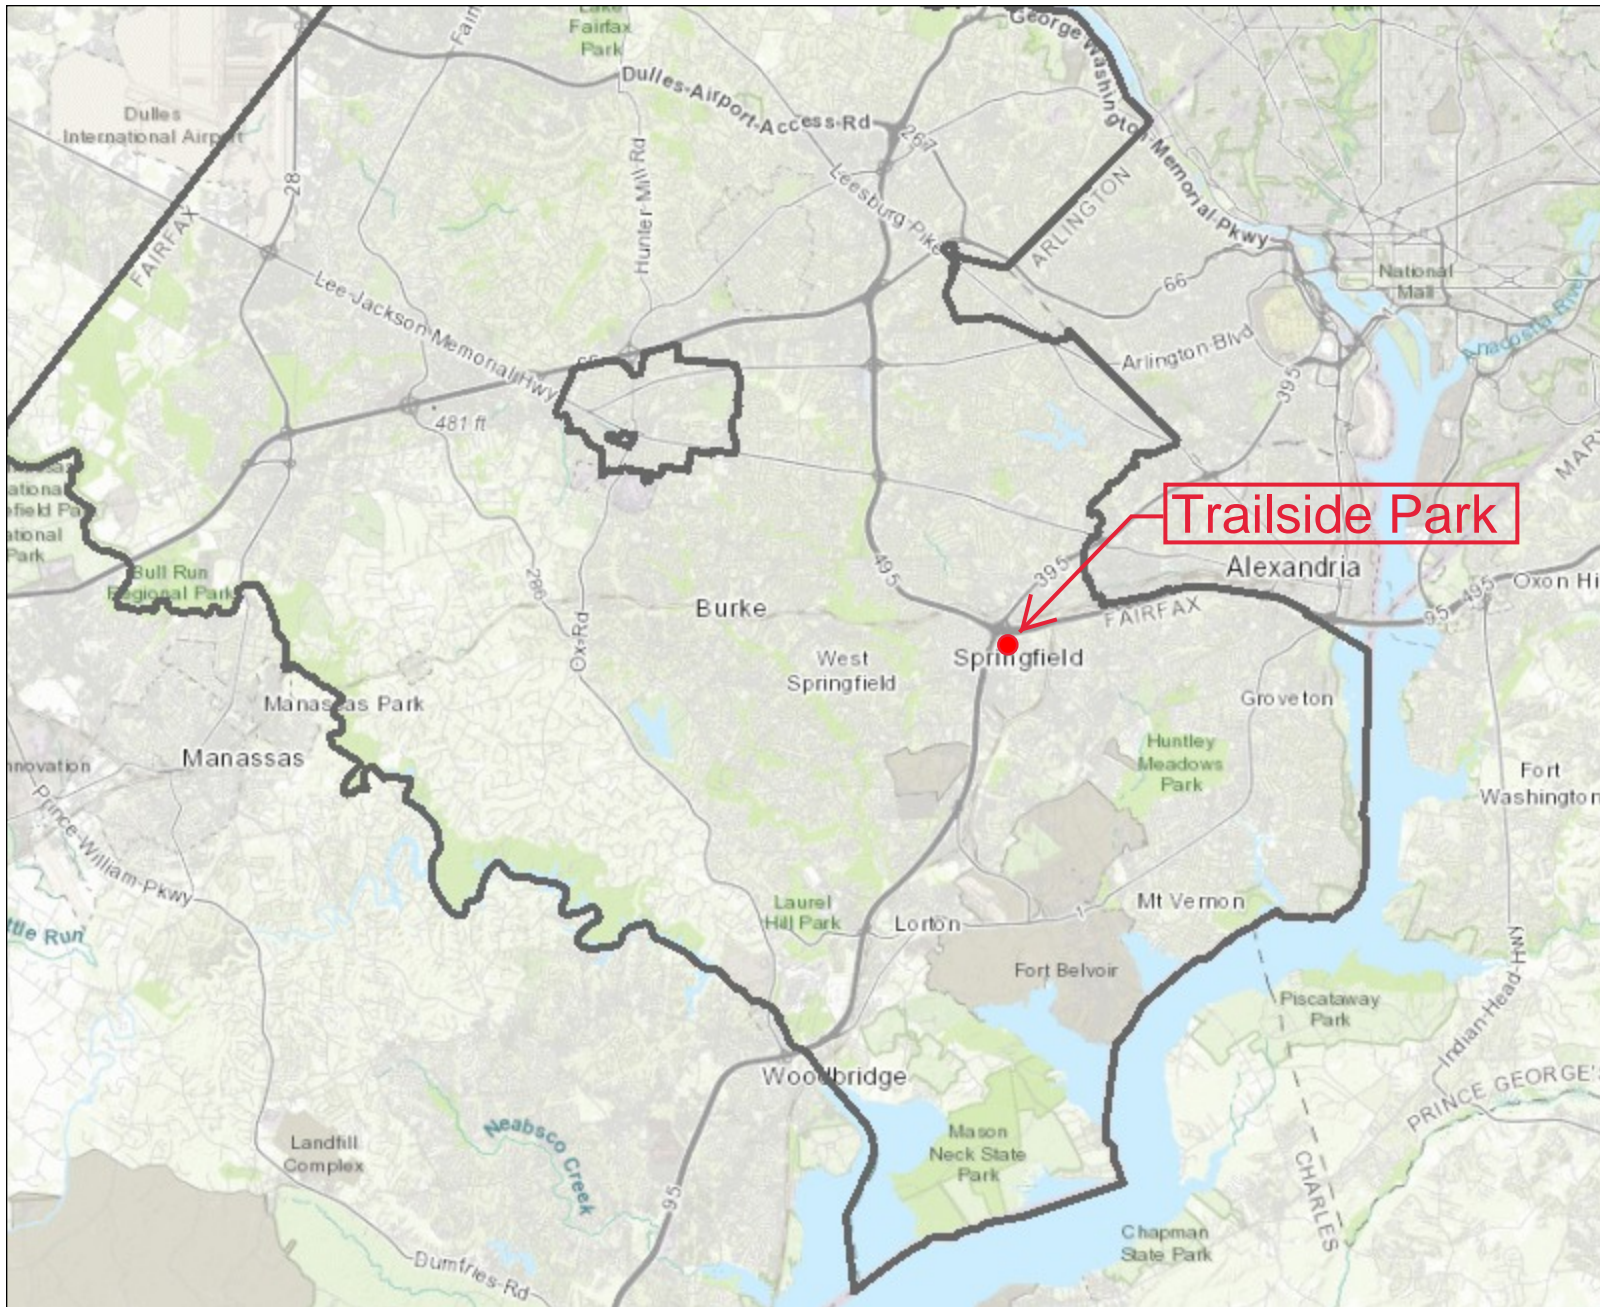 Lake
Fairfax
Park
George Washington Memorial Pkwy
Dulles-Airport-Access-Rd
Dulles
International Airport
267
28
Hunter-Mill-Rd
Leesburg-Pike
ARLINGTON
FAIRFAX
National
Mall
66
Lee-Jackson-Memorial-Hwy
Anacostia River
Arlington-Blvd
395
481 ft
Trailside Park
Park
Bull Run
Regional Park
286
495
395
Alexandria
Oxon Hi
95
495
Burke
FAIRFAX
Ox-Rd
West
Springfield
Springfield
Manassas Park
Groveton
Manassas
Huntley
Meadows
Park
Fort
Washington
Prince-William-Pkwy
Laurel
Hill Park
Lorton
1
Mt Vernon
Fort Belvoir
Piscataway
Park
Indian-Head-Hwy
Woodbridge
PRINCE GEORGE'S
Neabsco Creek
Mason
Neck State
Park
Landfill
Complex
95
CHARLES
Chapman
State Park
Dumfries-Rd